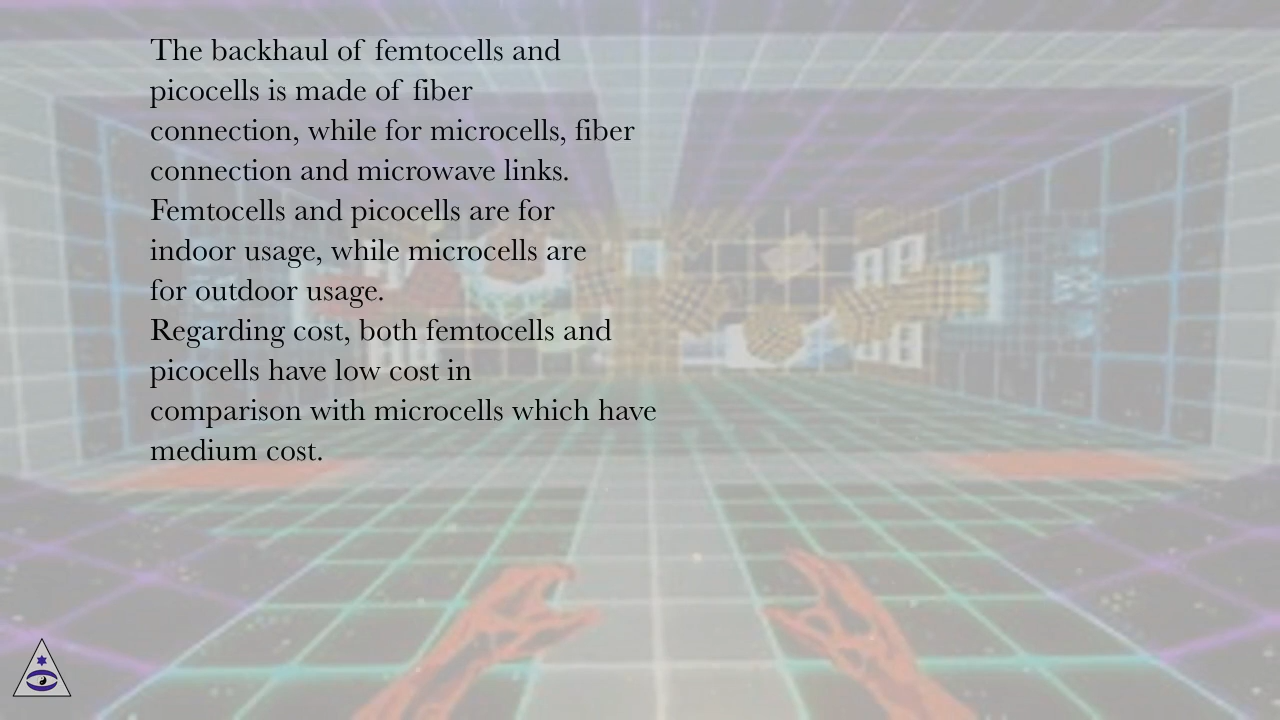 The backhaul of femtocells and
picocells is made of fiber
connection, while for microcells, fiber
connection and microwave links.
Femtocells and picocells are for
indoor usage, while microcells are
for outdoor usage.
Regarding cost, both femtocells and
picocells have low cost in
comparison with microcells which have
medium cost.